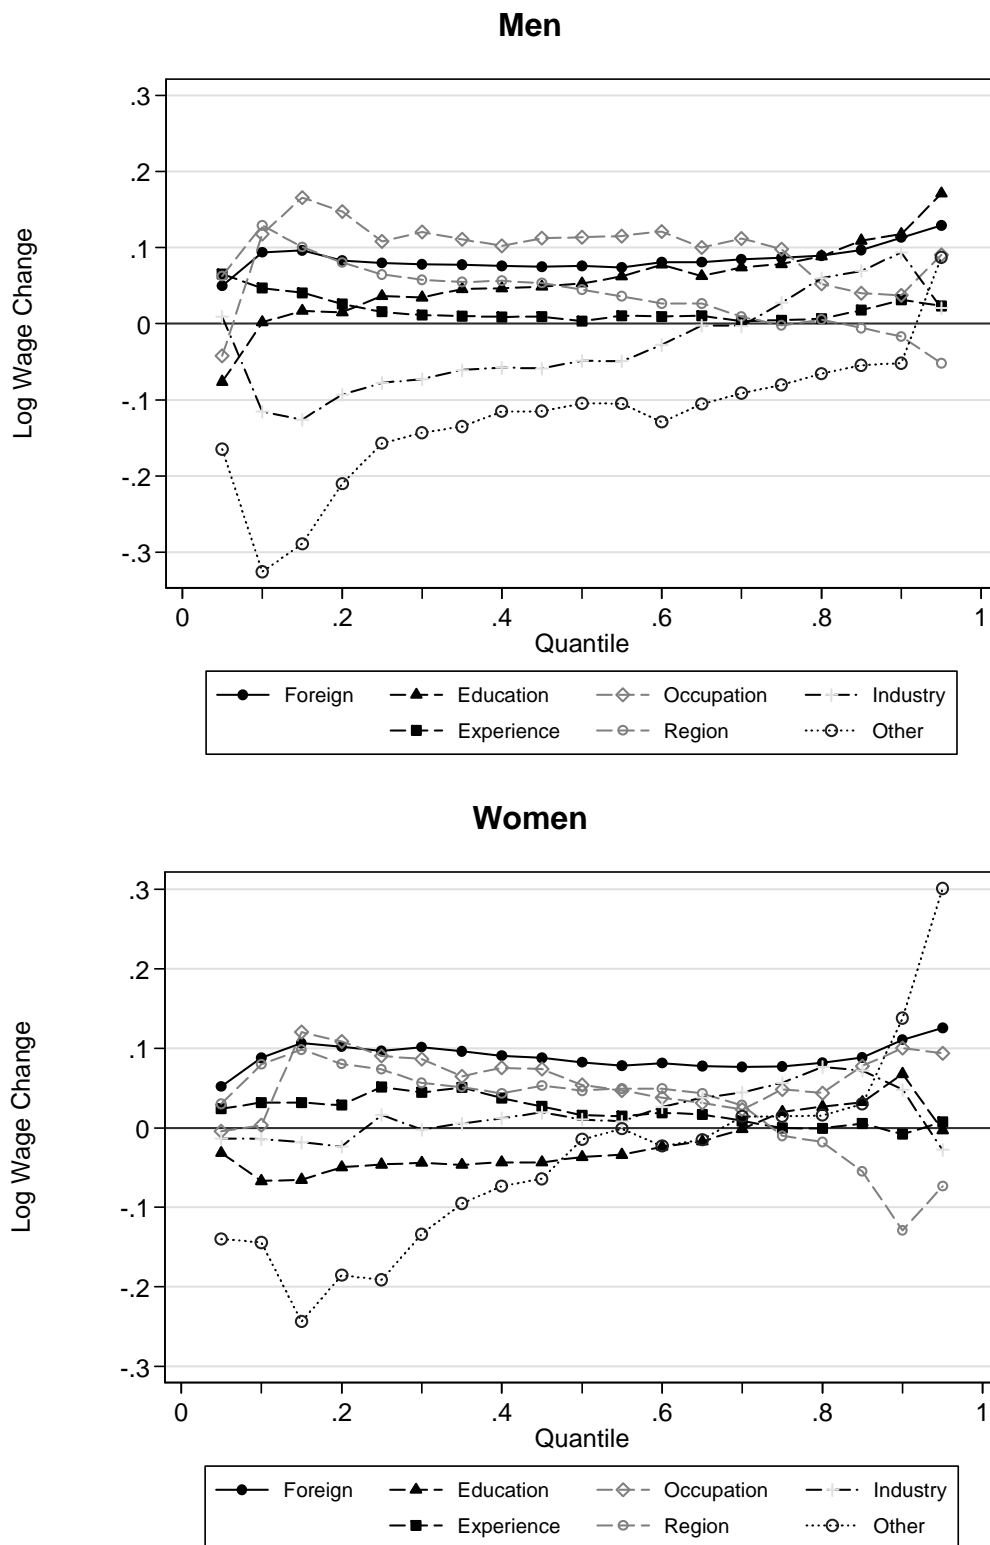 Men
Log Wage Change
.3
.2
.1
0
-.1
-.2
-.3
0 .2 .4 .6 .8 1
Quantile
Foreign Education Occupation Industry
Experience Region Other
Women
Log Wage Change
.3
.2
.1
0
-.1
-.2
-.3
0 .2 .4 .6 .8 1
Quantile
Foreign Education Occupation Industry
Experience Region Other